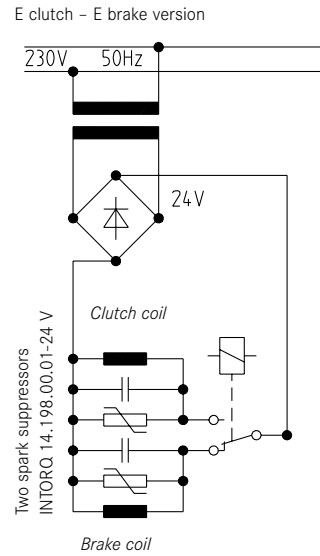 E clutch – E brake version
230V 50Hz
24V
Clutch coil
Two spark suppressors
INTORQ 14.198.00.01-24 V
Brake coil